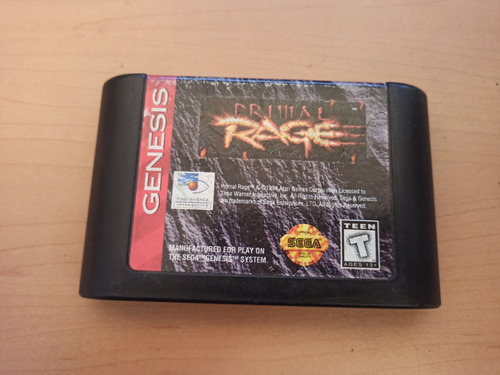 GENESIS
PRIMAL
RAGE
TIME WARNER
INTERACTIVE
Primal Rage™ & © 1994 Atari Games Corporation Licensed to
Time Warner Interactive, Inc. All Rights Reserved. Sega & Genesis
are trademarks of Sega Enterprises, LTD. All Rights Reserved.
MANUFACTURED FOR PLAY ON
THE SEGA™ GENESIS™ SYSTEM.
SEGA
TEEN
T
AGES 13+